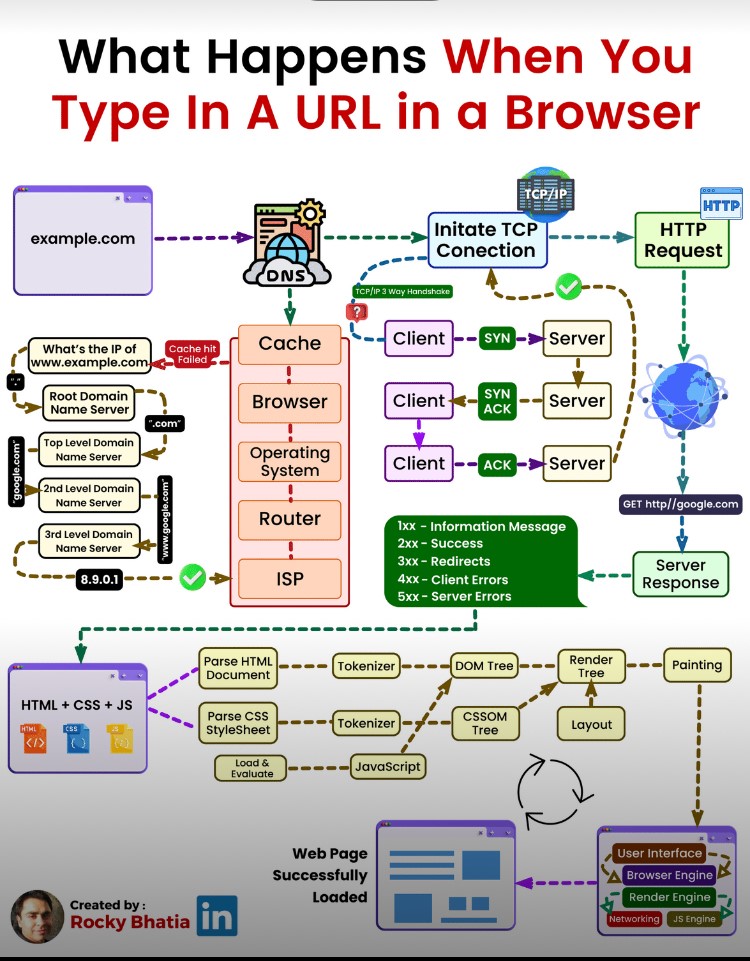 What Happens When You
Type In A URL in a Browser
example.com
DNS
TCP/IP
Initate TCP
Conection
HTTP
HTTP
Request
TCP/IP 3 Way Handshake
?
Client
SYN
Server
Client
SYN
ACK
Server
Client
ACK
Server
Cache
Browser
Operating
System
Router
ISP
Cache hit
Failed
What's the IP of
www.example.com
"."
Root Domain
Name Server
".com"
Top Level Domain
Name Server
"google.com"
2nd Level Domain
Name Server
"www.google.com"
3rd Level Domain
Name Server
8.9.0.1
GET http//google.com
Server
Response
1xx - Information Message
2xx - Success
3xx - Redirects
4xx - Client Errors
5xx - Server Errors
HTML + CSS + JS
HTML
CSS
JS
Parse HTML
Document
Tokenizer
DOM Tree
Render
Tree
Painting
Parse CSS
StyleSheet
Tokenizer
CSSOM
Tree
Layout
Load &
Evaluate
JavaScript
User Interface
Browser Engine
Render Engine
Networking
JS Engine
Web Page
Successfully
Loaded
Created by :
Rocky Bhatia
in